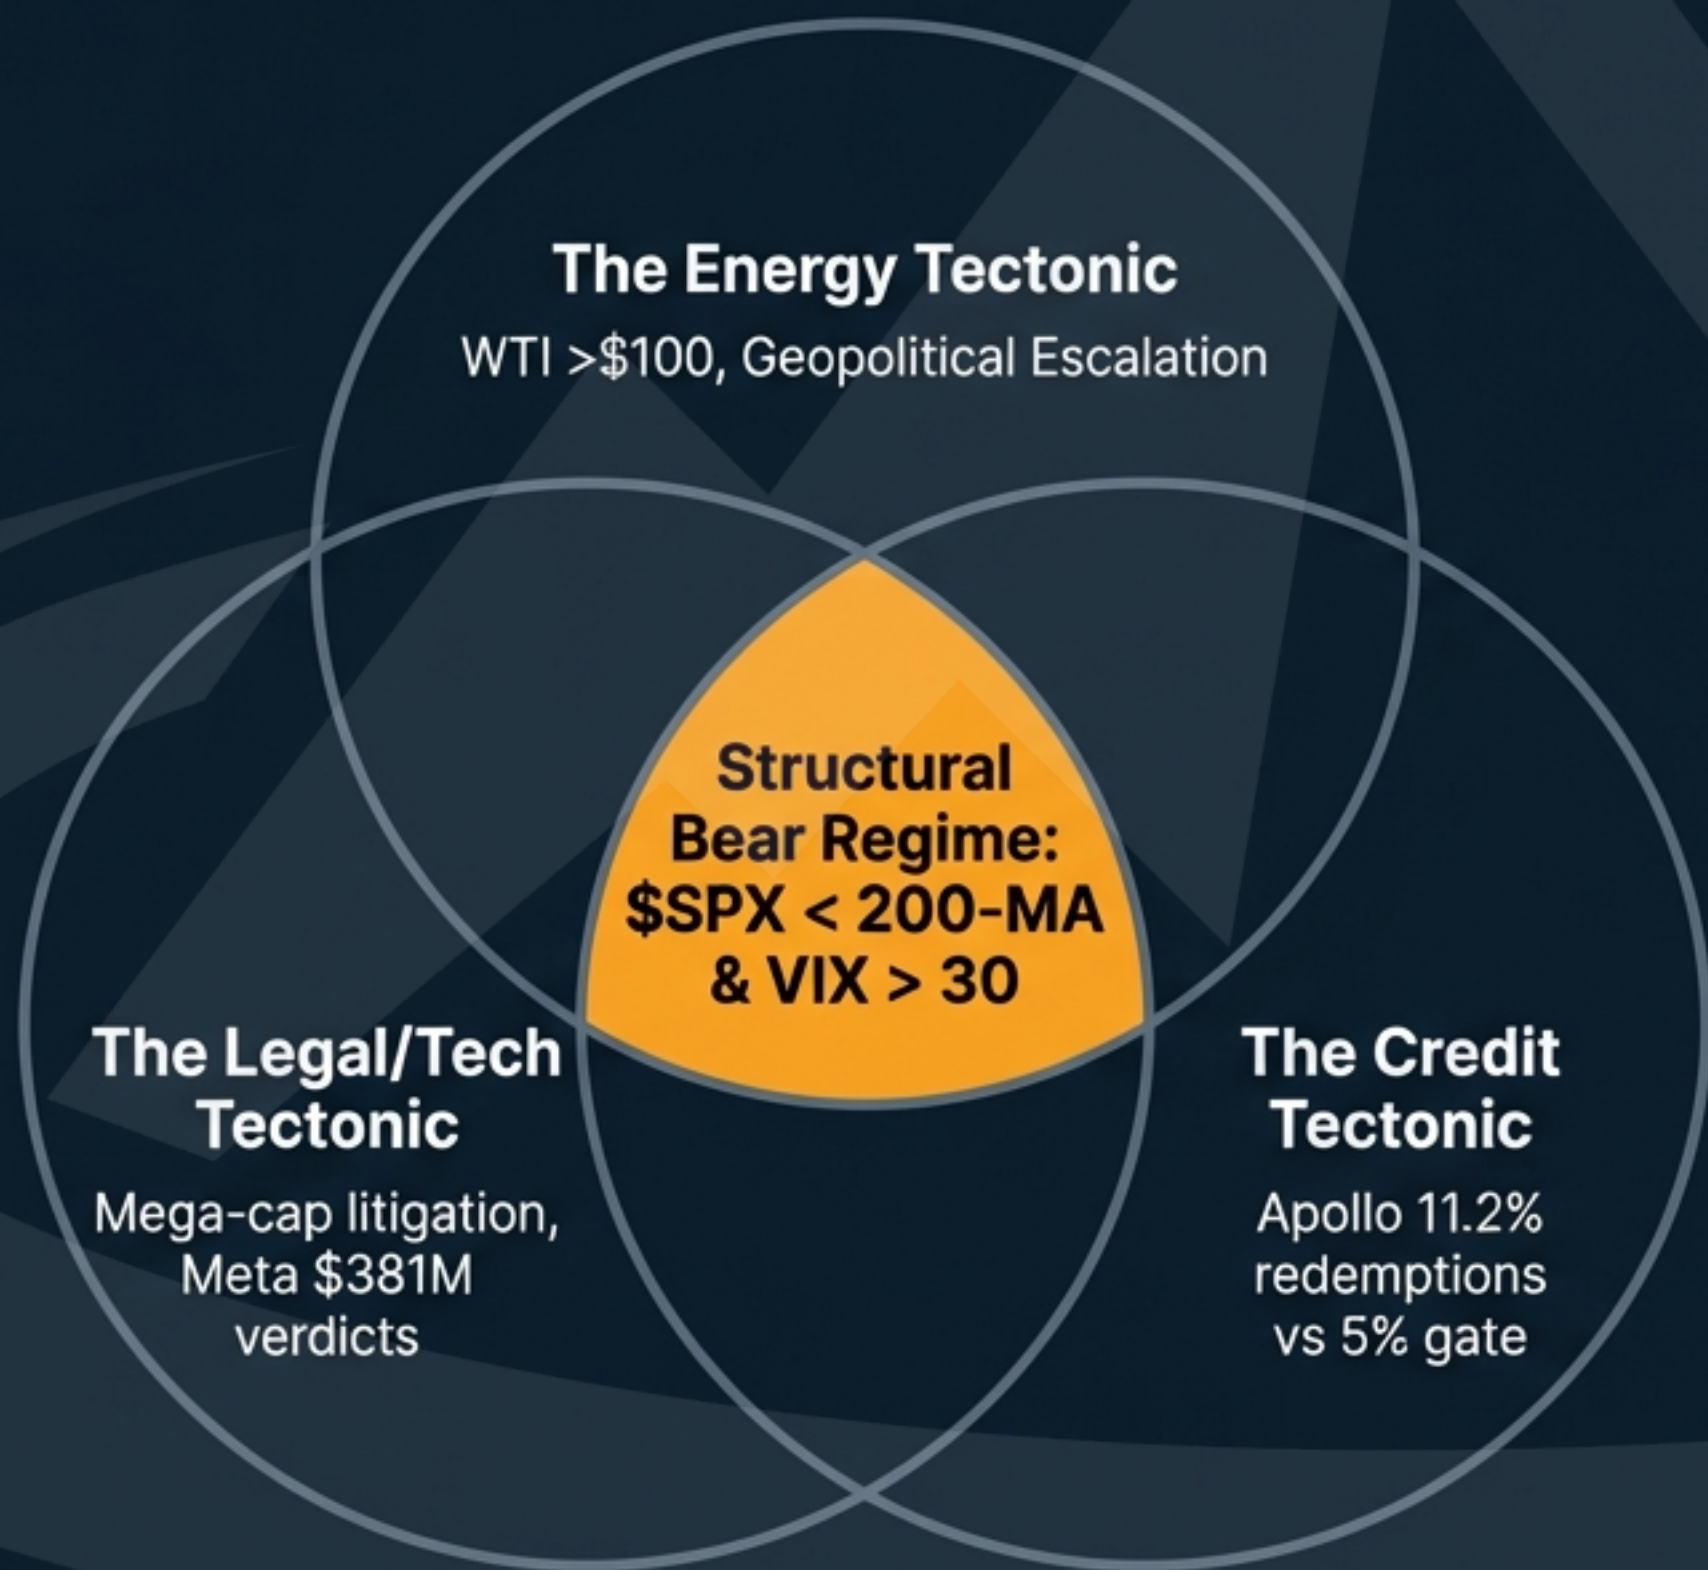 The Energy Tectonic
WTI >$100, Geopolitical Escalation
Structural
Bear Regime:
$SPX < 200-MA
& VIX > 30
The Legal/Tech
Tectonic
Mega-cap litigation,
Meta $381M
verdicts
The Credit
Tectonic
Apollo 11.2%
redemptions
vs 5% gate